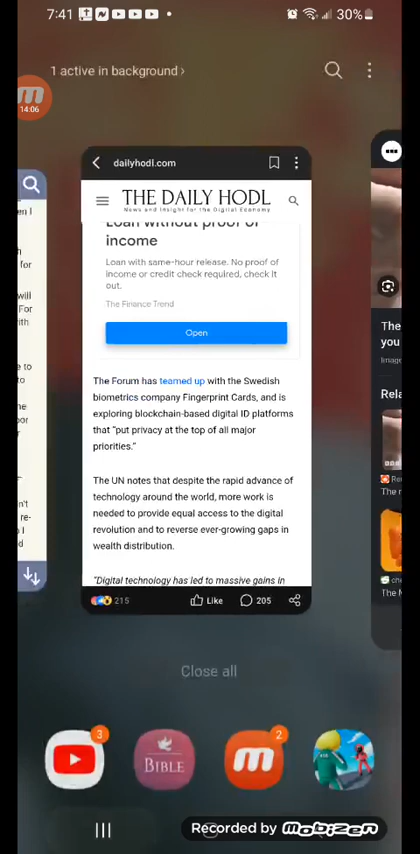 7:41
30%
1 active in background ›
14:06
dailyhodl.com
THE DAILY HODL
News and Insight for the Digital Economy
Loan without proof of
income
Loan with same-hour release. No proof of
income or credit check required, check it
out.
The Finance Trend
Open
The Forum has teamed up with the Swedish
biometrics company Fingerprint Cards, and is
exploring blockchain-based digital ID platforms
that “put privacy at the top of all major
priorities.”
The UN notes that despite the rapid advance of
technology around the world, more work is
needed to provide equal access to the digital
revolution and to reverse ever-growing gaps in
wealth distribution.
“Digital technology has led to massive gains in
215
Like
205
for
will
For
to
to
re-
The
you
Rela
Close all
3
BIBLE
2
Recorded by mobizen